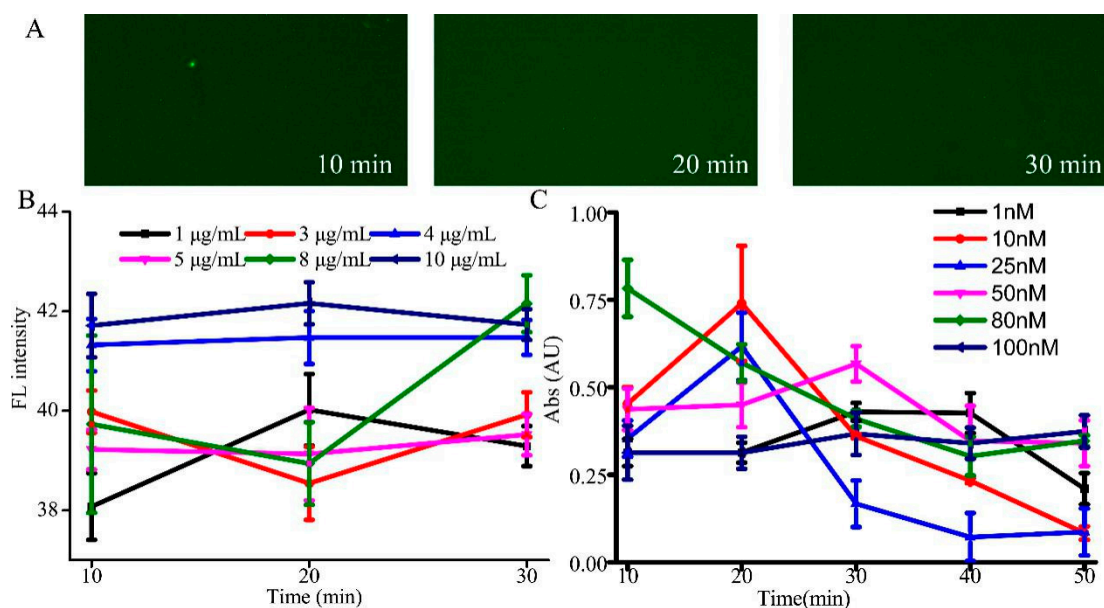 A
10 min
20 min
30 min
B
44
42
40
38
FL intensity
1 μg/mL 3 μg/mL 4 μg/mL
5 μg/mL 8 μg/mL 10 μg/mL
10 20 30
Time (min)
C
1.00
0.75
0.50
0.25
0.00
Abs (AU)
1nM
10nM
25nM
50nM
80nM
100nM
10 20 30 40 50
Time(min)